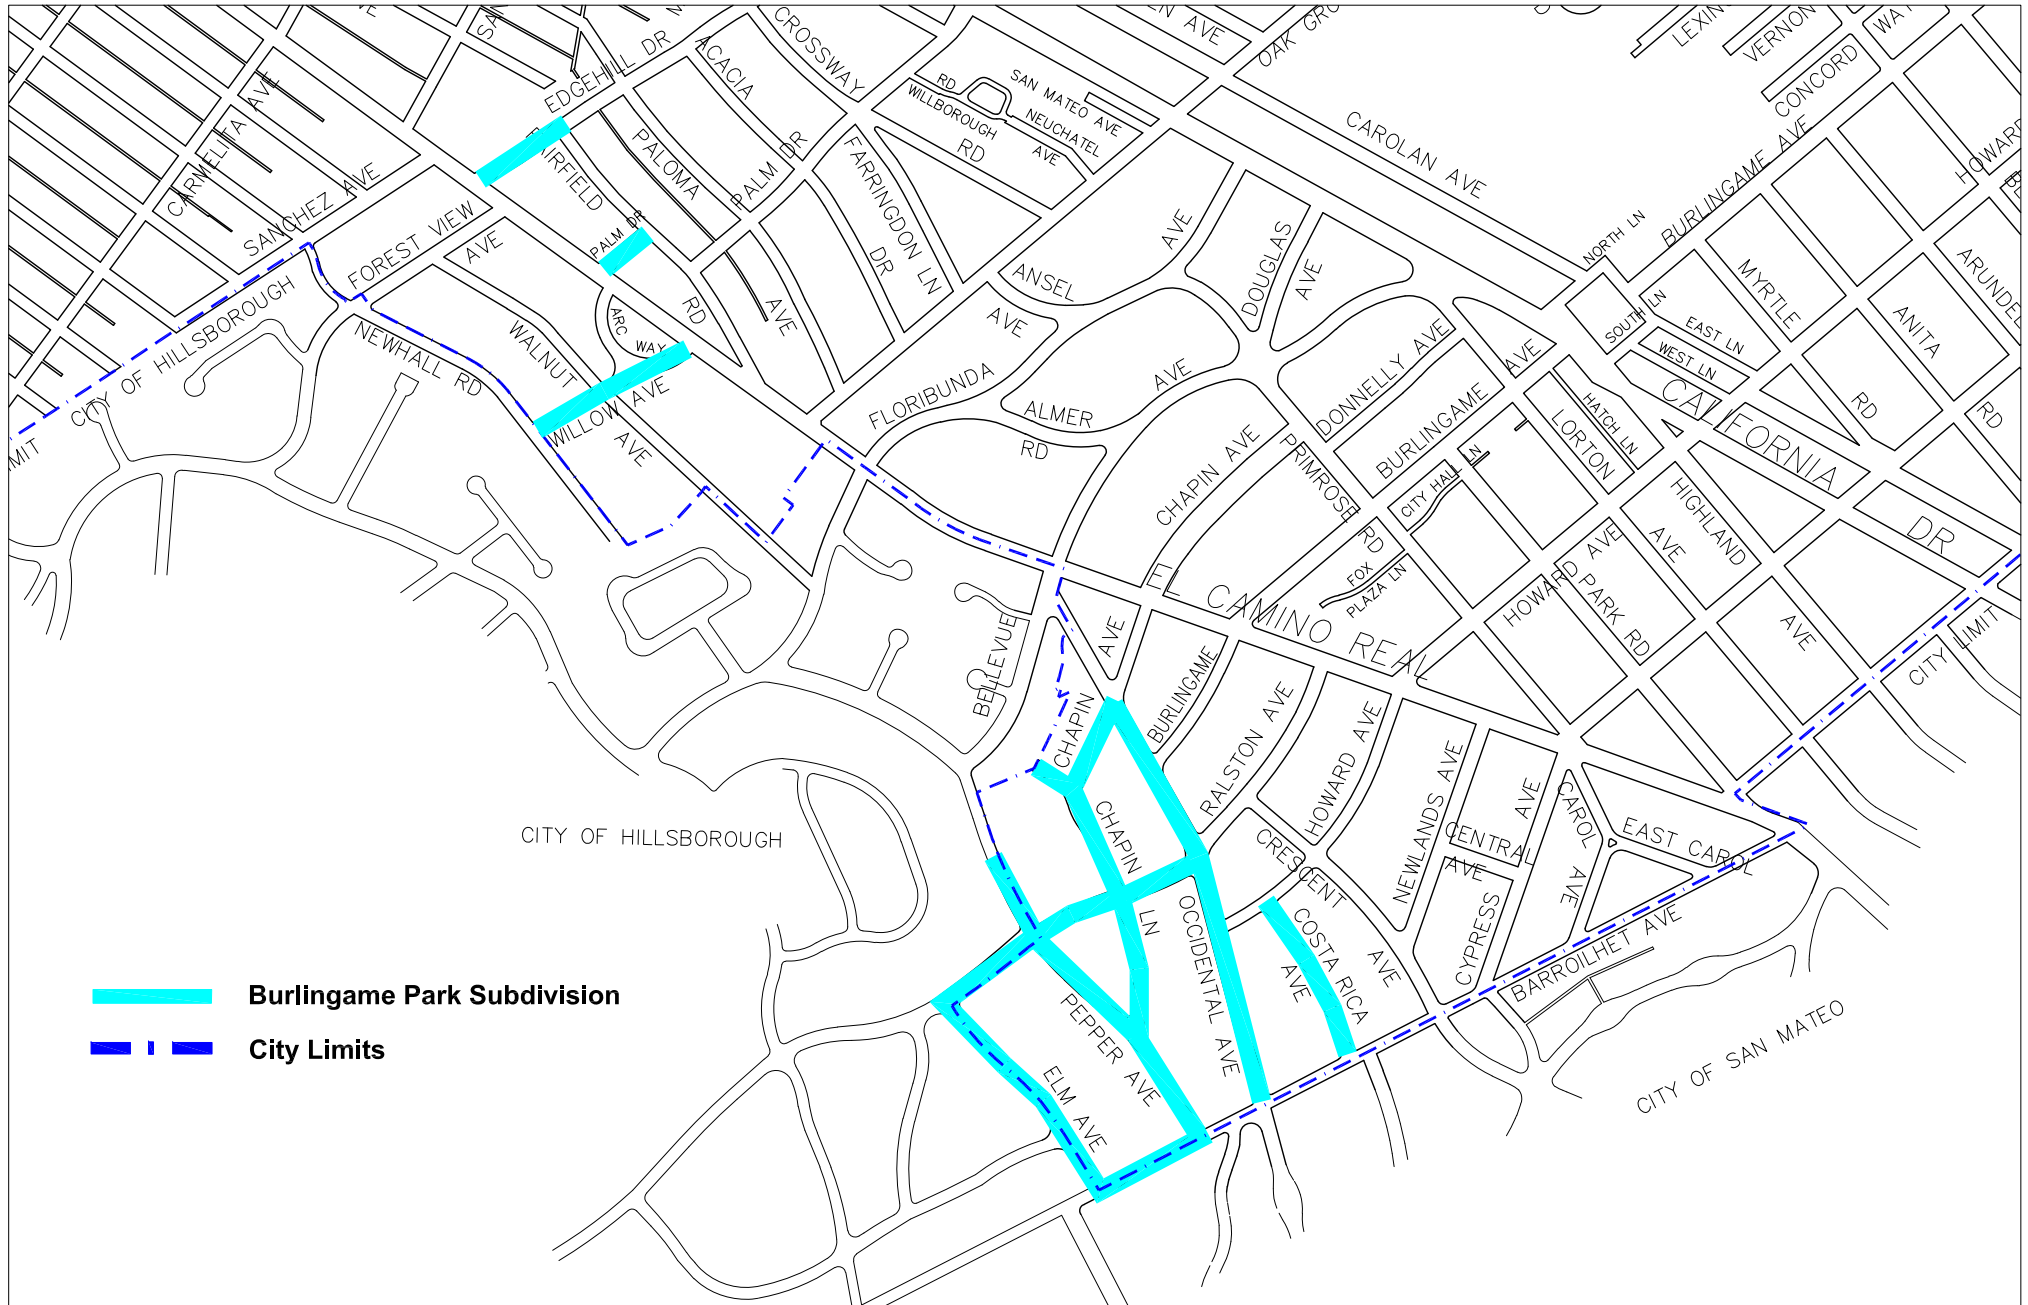 EDGEHILL DR
ACACIA
CROSSWAY
EN AVE
OAK GRO
LEXIN
VERNON
WAY
CONCORD
RD
WILLBOROUGH
SAN MATEO AVE
NEUCHATEL
AVE
RD
CAROLAN AVE
BURLINGAME AVE
HOWARD
CARMELITA AVE
SANCHEZ AVE
FAIRFIELD
PALOMA
PALM DR
FARRINGDON LN
DR
FOREST VIEW
AVE
PALM DR
RD
AVE
ANSEL
AVE
DOUGLAS
AVE
NORTH LN
SOUTH LN
EAST LN
WEST LN
MYRTLE
ANITA
ARUNDEL
RD
RD
CITY OF HILLSBOROUGH
IMIT
NEWHALL RD
WALNUT
AVE
ARC
WAY
WILLOW AVE
FLORIBUNDA
AVE
ALMER
RD
AVE
CHAPIN AVE
PRIMROSE
RD
DONNELLY AVE
BURLINGAME
AVE
CITY HALL LN
HATCH LN
LORTON
AVE
CALIFORNIA
DR
HIGHLAND
AVE
FOX
PLAZA LN
HOWARD AVE
PARK RD
EL CAMINO REAL
CITY LIMIT
BELLEVUE
CHAPIN
AVE
BURLINGAME
RALSTON AVE
HOWARD AVE
NEWLANDS AVE
CENTRAL
AVE
AVE
CYPRESS
CAROL
AVE
EAST CAROL
CRESCENT
AVE
COSTA RICA
AVE
BARROILHET AVE
CHAPIN
LN
OCCIDENTAL AVE
PEPPER AVE
ELM AVE
CITY OF HILLSBOROUGH
CITY OF SAN MATEO
Burlingame Park Subdivision
City Limits